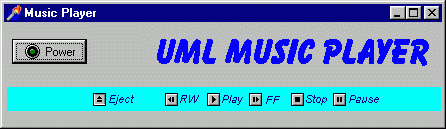 Music Player
Power
UML MUSIC PLAYER
Eject RW Play FF Stop Pause